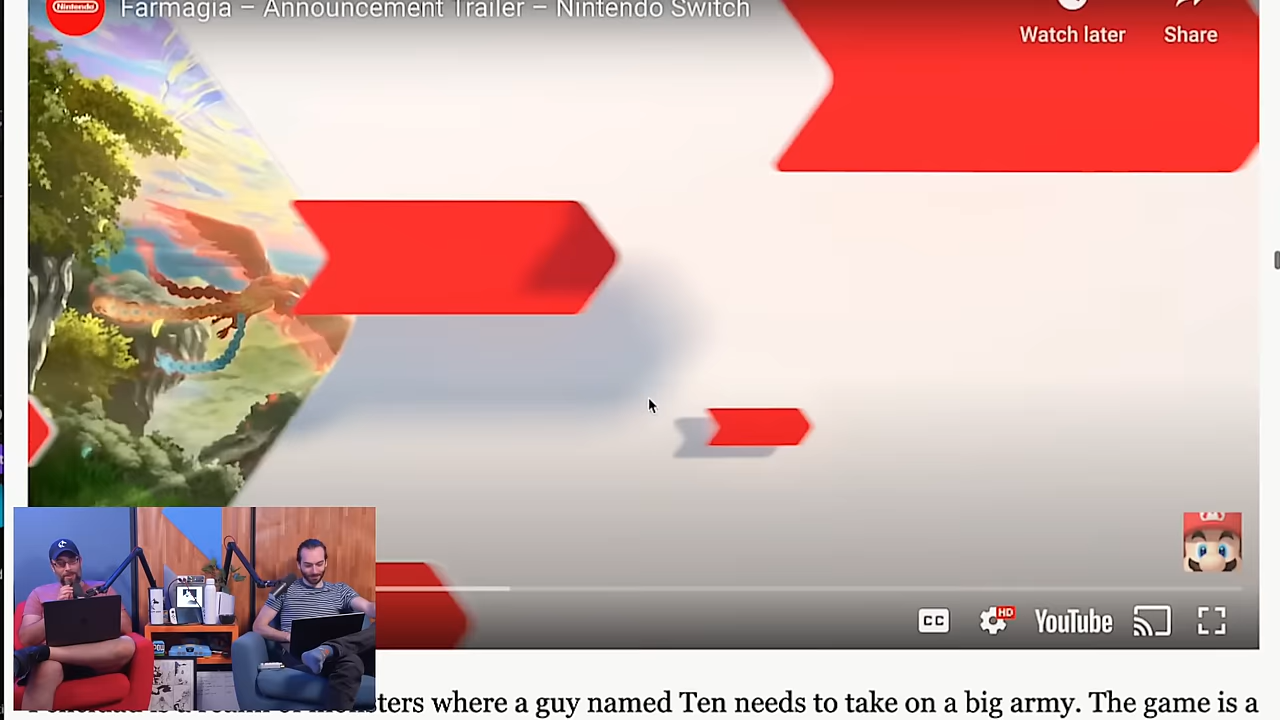 Nintendo
Farmagia – Announcement Trailer – Nintendo Switch
Watch later
Share
CC
HD
YouTube
where a guy named Ten needs to take on a big army. The game is a